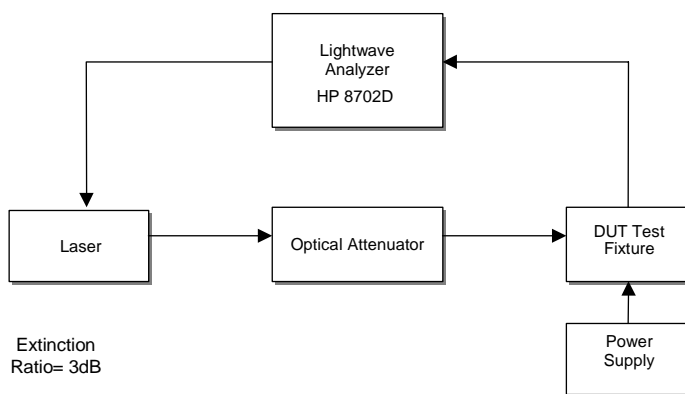 Lightwave
Analyzer
HP 8702D
Laser
Optical Attenuator
DUT Test
Fixture
Extinction
Ratio= 3dB
Power
Supply